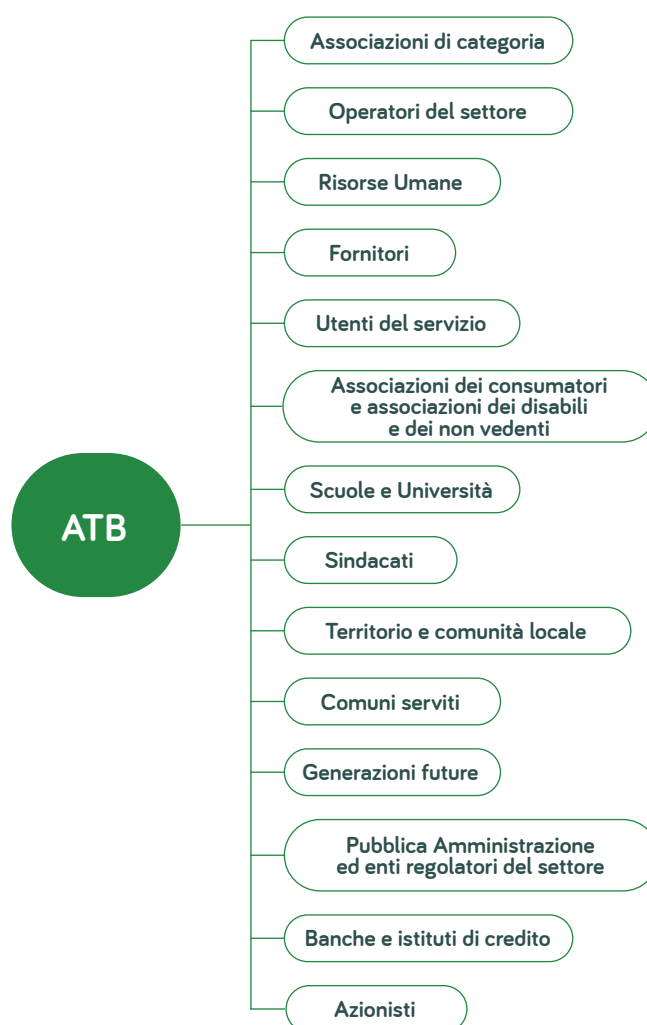 Associazioni di categoria
Operatori del settore
Risorse Umane
Fornitori
Utenti del servizio
Associazioni dei consumatori
e associazioni dei disabili
e dei non vedenti
ATB
Scuole e Università
Sindacati
Territorio e comunità locale
Comuni serviti
Generazioni future
Pubblica Amministrazione
ed enti regolatori del settore
Banche e istituti di credito
Azionisti